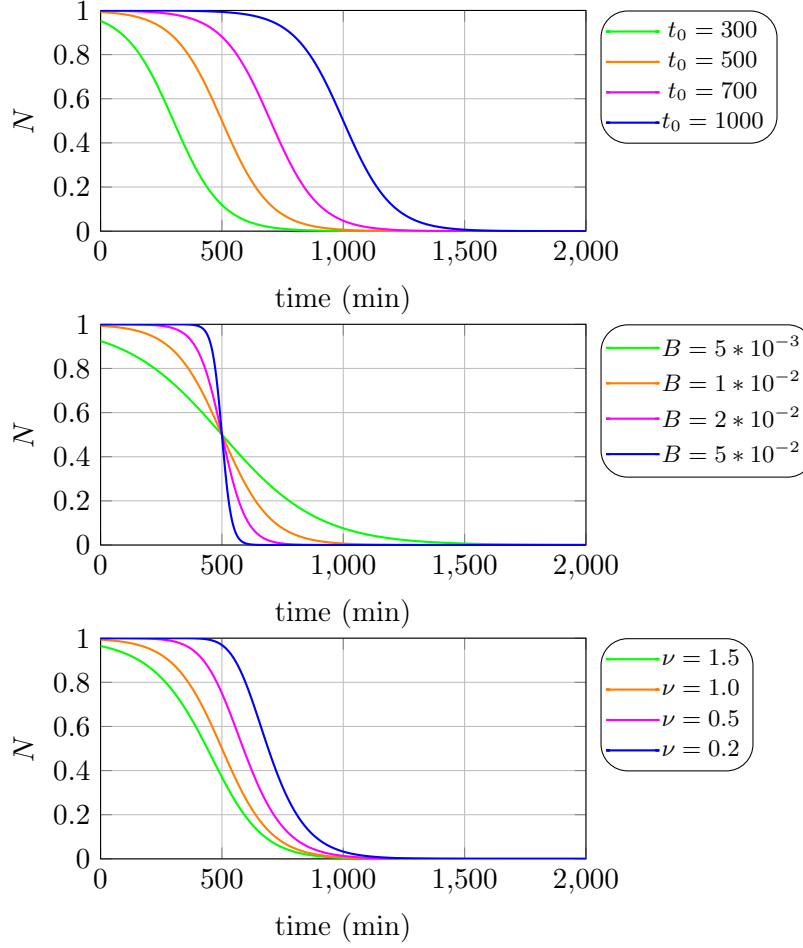 1
0.8
0.6
0.4
0.2
0
N
0 500 1,000 1,500 2,000
time (min)
t₀ = 300
t₀ = 500
t₀ = 700
t₀ = 1000
1
0.8
0.6
0.4
0.2
0
N
0 500 1,000 1,500 2,000
time (min)
B = 5 * 10⁻³
B = 1 * 10⁻²
B = 2 * 10⁻²
B = 5 * 10⁻²
1
0.8
0.6
0.4
0.2
0
N
0 500 1,000 1,500 2,000
time (min)
ν = 1.5
ν = 1.0
ν = 0.5
ν = 0.2